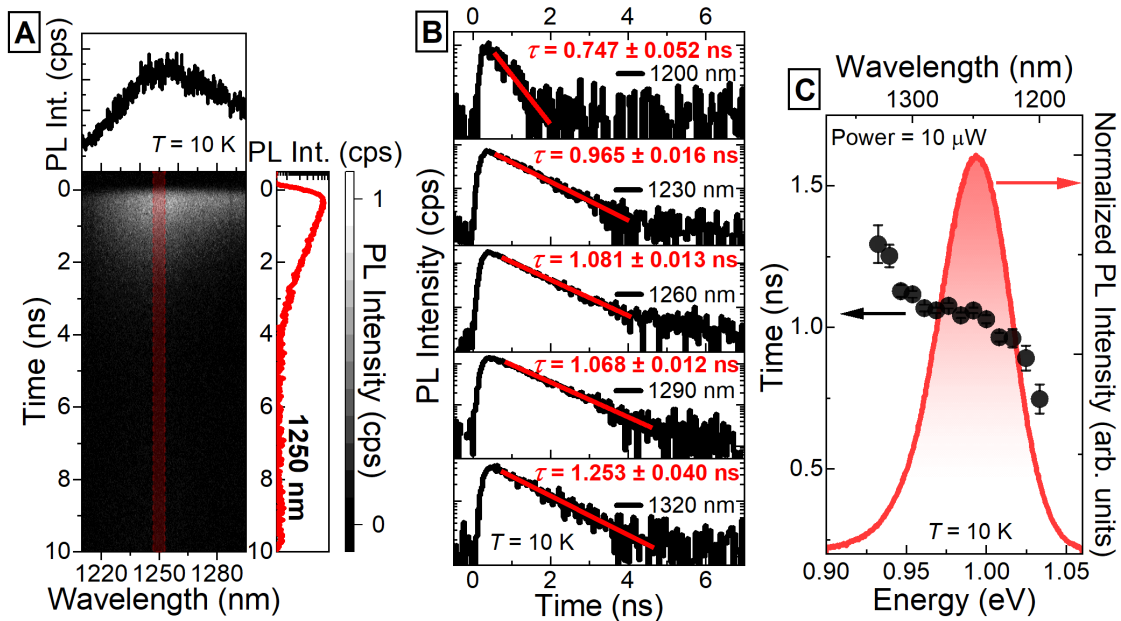 A
PL Int. (cps)
T = 10 K
PL Int. (cps)
0
2
4
6
8
10
Time (ns)
1220 1250 1280
Wavelength (nm)
0
2
4
6
8
10
1250 nm
1
0
PL Intensity (cps)
B
0 2 4 6
τ = 0.747 ± 0.052 ns
1200 nm
τ = 0.965 ± 0.016 ns
1230 nm
τ = 1.081 ± 0.013 ns
1260 nm
τ = 1.068 ± 0.012 ns
1290 nm
τ = 1.253 ± 0.040 ns
1320 nm
T = 10 K
PL Intensity (cps)
0 2 4 6
Time (ns)
C
Wavelength (nm)
1300 1200
Power = 10 μW
1.5
1.0
0.5
Time (ns)
T = 10 K
Normalized PL Intensity (arb. units)
0.90 0.95 1.00 1.05
Energy (eV)